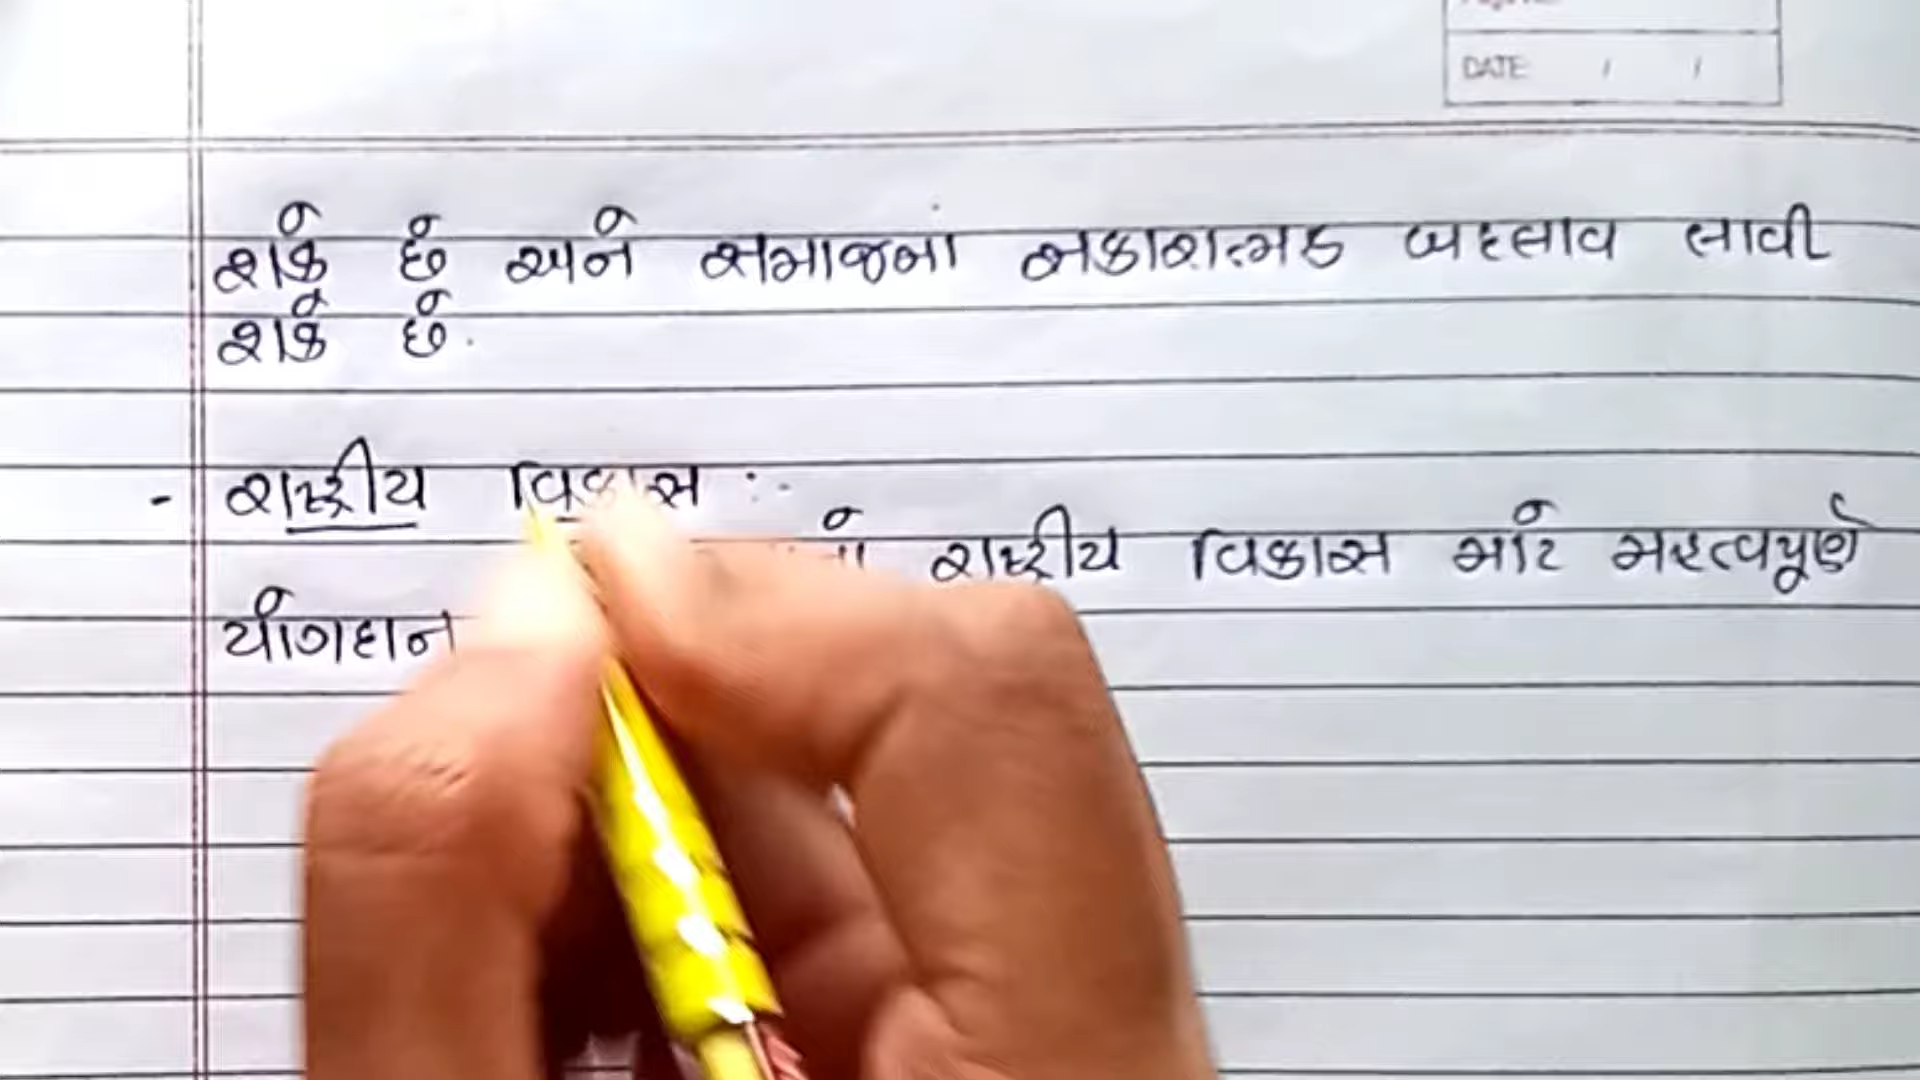 DATE / /
શકે છે અને સમાજમાં સકારાત્મક બદલાવ લાવી
શકે છે.
- રાષ્ટ્રીય વિકાસ :-
રાષ્ટ્રીય વિકાસ માટે મહત્વપૂર્ણ
યોગદાન